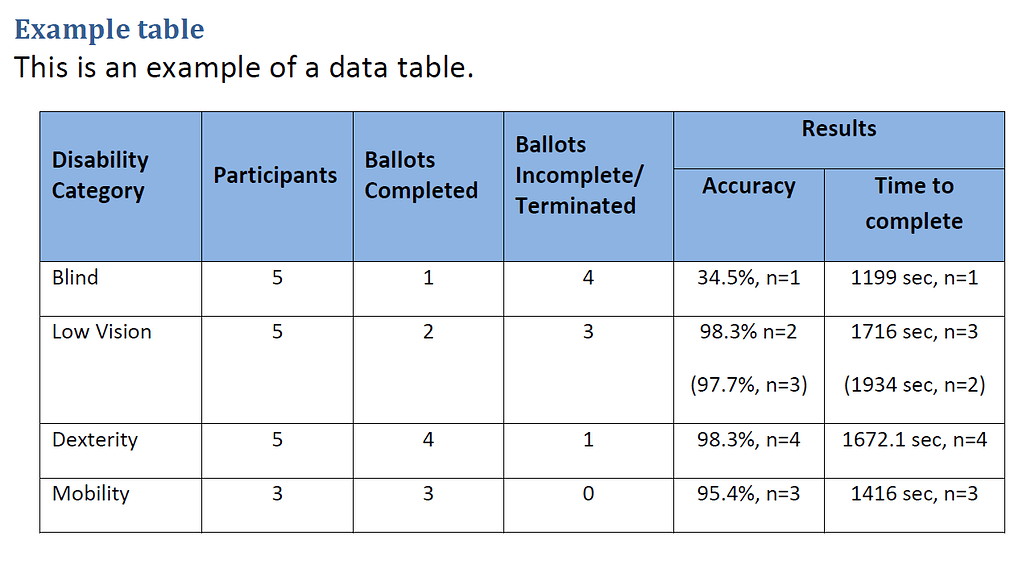 Example table
This is an example of a data table.
Disability
Category
Participants
Ballots
Completed
Ballots
Incomplete/
Terminated
Results
Accuracy
Time to
complete
Blind 5 1 4 34.5%, n=1 1199 sec, n=1
Low Vision 5 2 3 98.3% n=2 1716 sec, n=3
(97.7%, n=3) (1934 sec, n=2)
Dexterity 5 4 1 98.3%, n=4 1672.1 sec, n=4
Mobility 3 3 0 95.4%, n=3 1416 sec, n=3